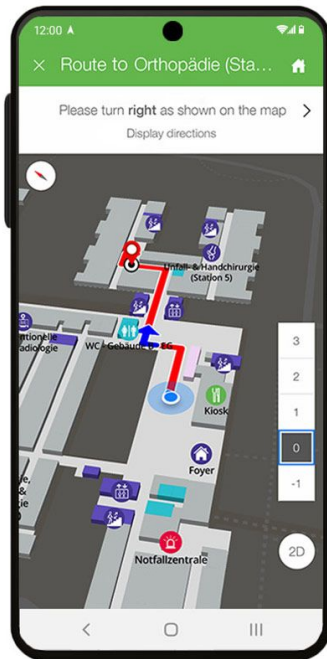 12:00
Route to Orthopädie (Sta...
Please turn right as shown on the map
Display directions
Unfall- & Handchirurgie
(Station 5)
WC - Gebäude
EG
Kiosk
Foyer
Notfallzentrale
3
2
1
0
-1
2D